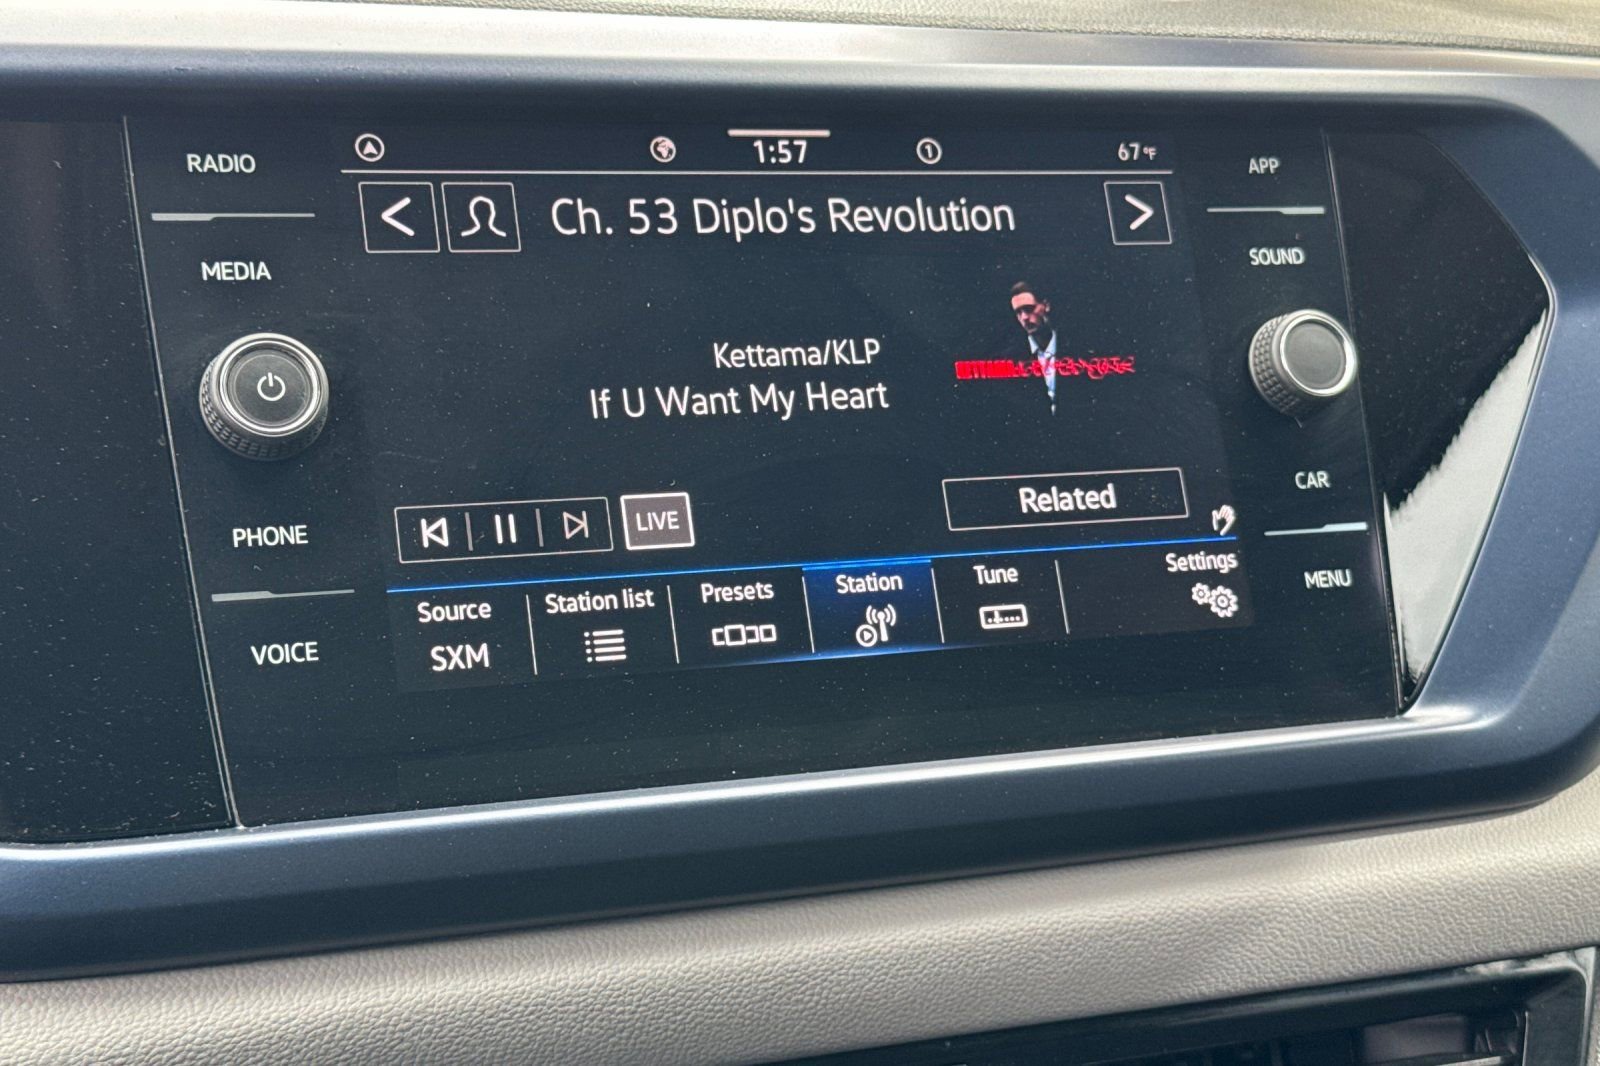 RADIO
MEDIA
PHONE
VOICE
1:57
1
67°F
Ch. 53 Diplo's Revolution
Kettama/KLP
If U Want My Heart
LIVE
Related
Source
SXM
Station list
Presets
Station
Tune
Settings
APP
SOUND
CAR
MENU